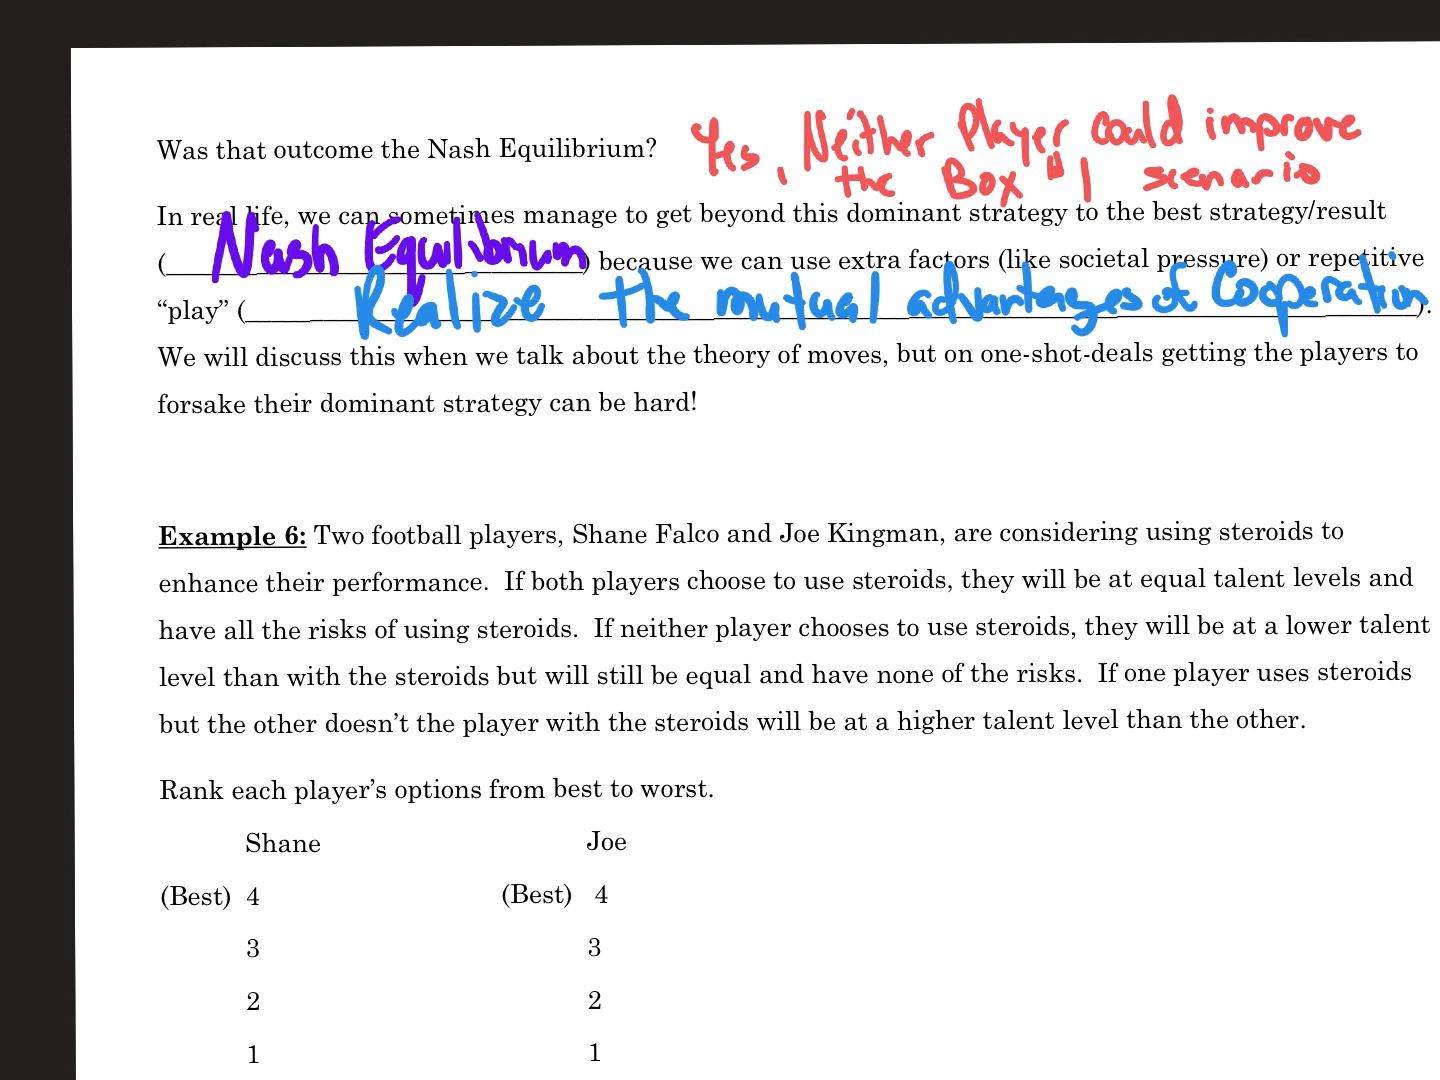 Was that outcome the Nash Equilibrium? Yes, Neither Player could improve
the Box #1 scenario
In real life, we can sometimes manage to get beyond this dominant strategy to the best strategy/result
(Nash Equilibrium) because we can use extra factors (like societal pressure) or repetitive
“play” (Realize the mutual advantages of Cooperation).
We will discuss this when we talk about the theory of moves, but on one-shot-deals getting the players to
forsake their dominant strategy can be hard!
Example 6: Two football players, Shane Falco and Joe Kingman, are considering using steroids to
enhance their performance. If both players choose to use steroids, they will be at equal talent levels and
have all the risks of using steroids. If neither player chooses to use steroids, they will be at a lower talent
level than with the steroids but will still be equal and have none of the risks. If one player uses steroids
but the other doesn’t the player with the steroids will be at a higher talent level than the other.
Rank each player’s options from best to worst.
Shane Joe
(Best) 4 (Best) 4
3 3
2 2
1 1